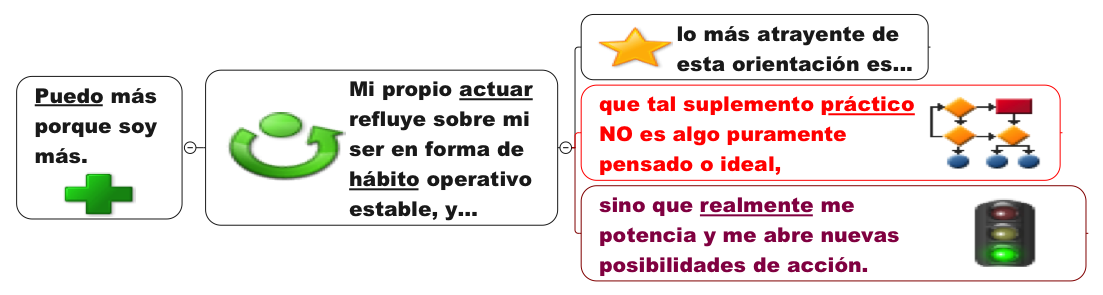 Puedo más
porque soy
más.
Mi propio actuar
refluye sobre mi
ser en forma de
hábito operativo
estable, y...
lo más atrayente de
esta orientación es...
que tal suplemento práctico
NO es algo puramente
pensado o ideal,
sino que realmente me
potencia y me abre nuevas
posibilidades de acción.